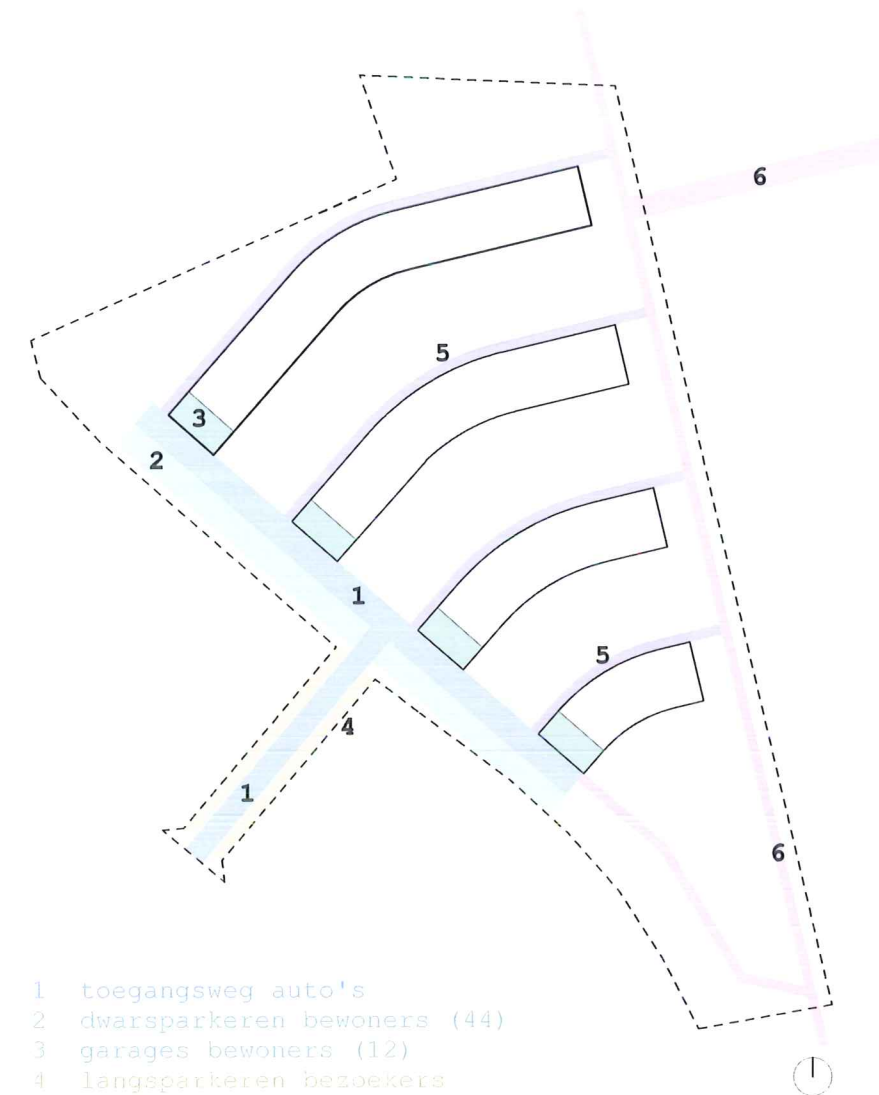 6
5
3
2
1
5
4
1
6
1 toegangsweg auto's
2 dwarsparkeren bewoners (44)
3 garages bewoners (12)
4 langsparkeren bezoekers